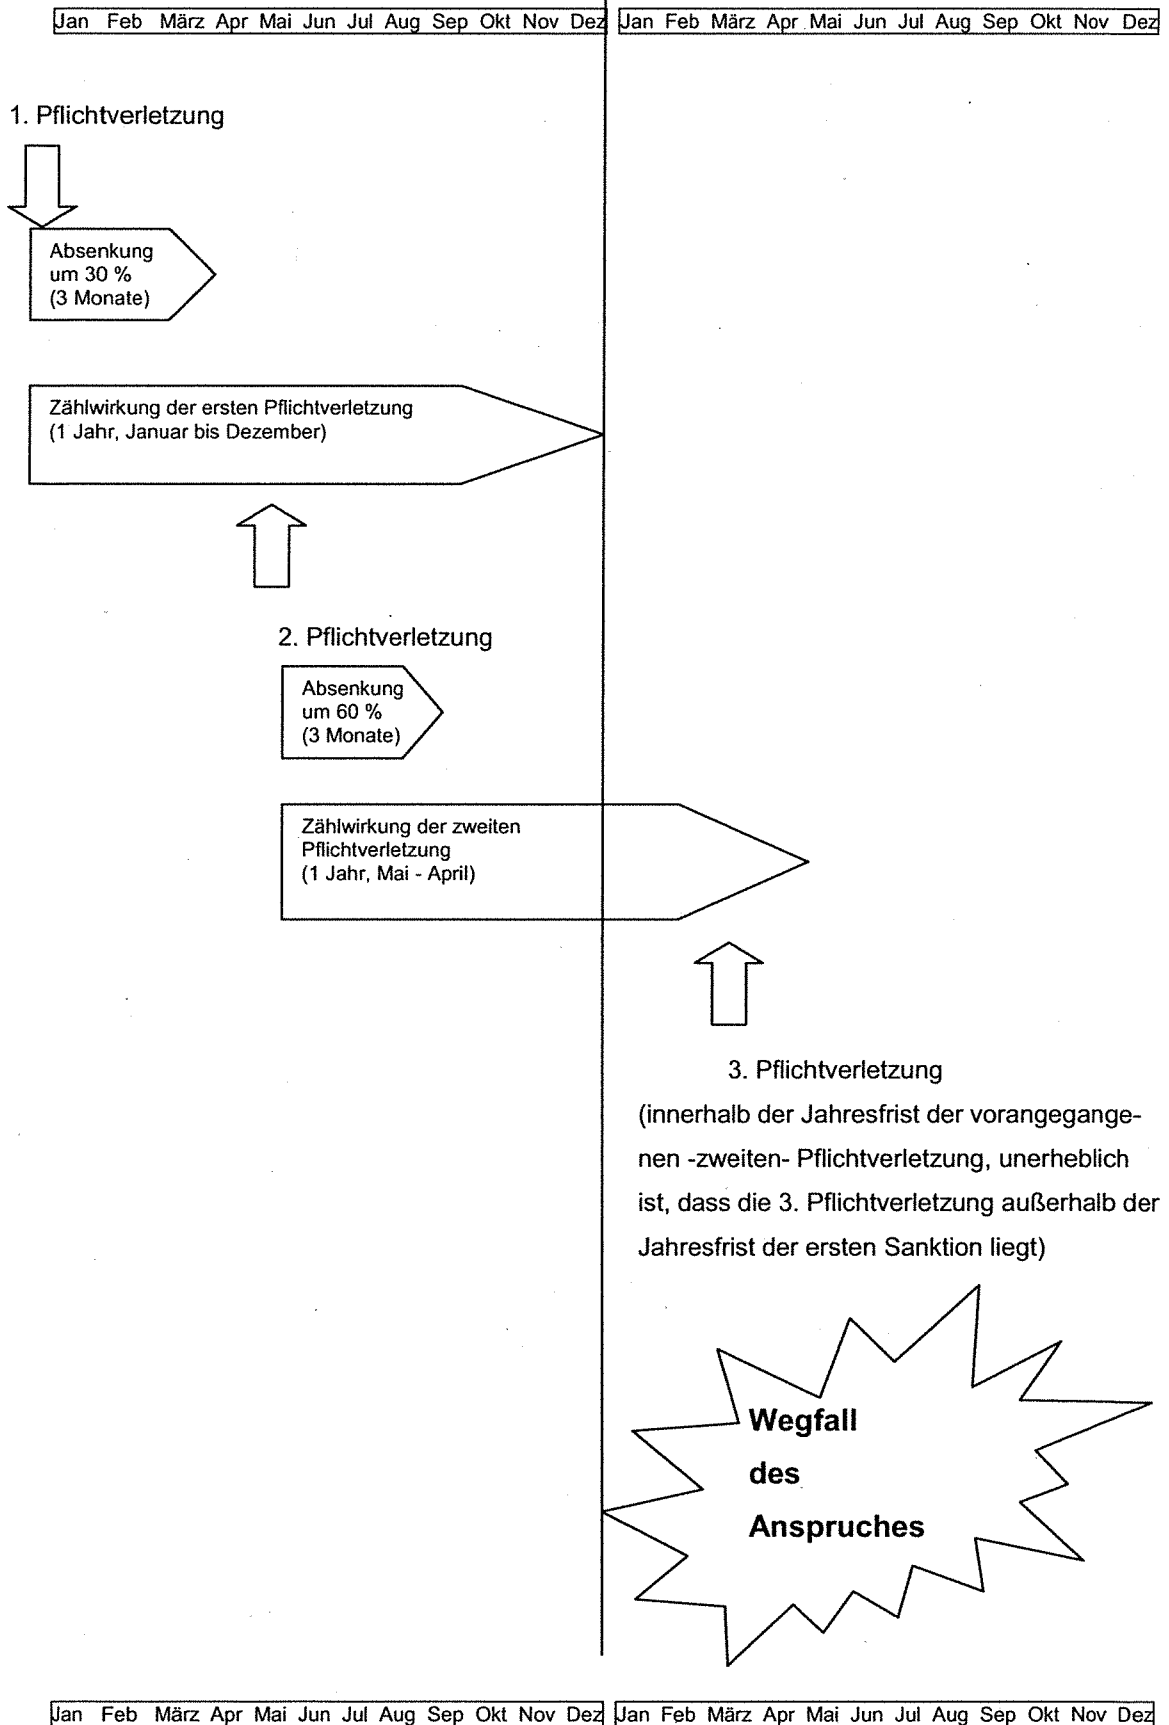 Jan Feb März Apr Mai Jun Jul Aug Sep Okt Nov Dez Jan Feb März Apr Mai Jun Jul Aug Sep Okt Nov Dez
1. Pflichtverletzung
Absenkung
um 30 %
(3 Monate)
Zählwirkung der ersten Pflichtverletzung
(1 Jahr, Januar bis Dezember)
2. Pflichtverletzung
Absenkung
um 60 %
(3 Monate)
Zählwirkung der zweiten
Pflichtverletzung
(1 Jahr, Mai - April)
3. Pflichtverletzung
(innerhalb der Jahresfrist der vorangegange-
nen -zweiten- Pflichtverletzung, unerheblich
ist, dass die 3. Pflichtverletzung außerhalb der
Jahresfrist der ersten Sanktion liegt)
Wegfall
des
Anspruches
Jan Feb März Apr Mai Jun Jul Aug Sep Okt Nov Dez Jan Feb März Apr Mai Jun Jul Aug Sep Okt Nov Dez